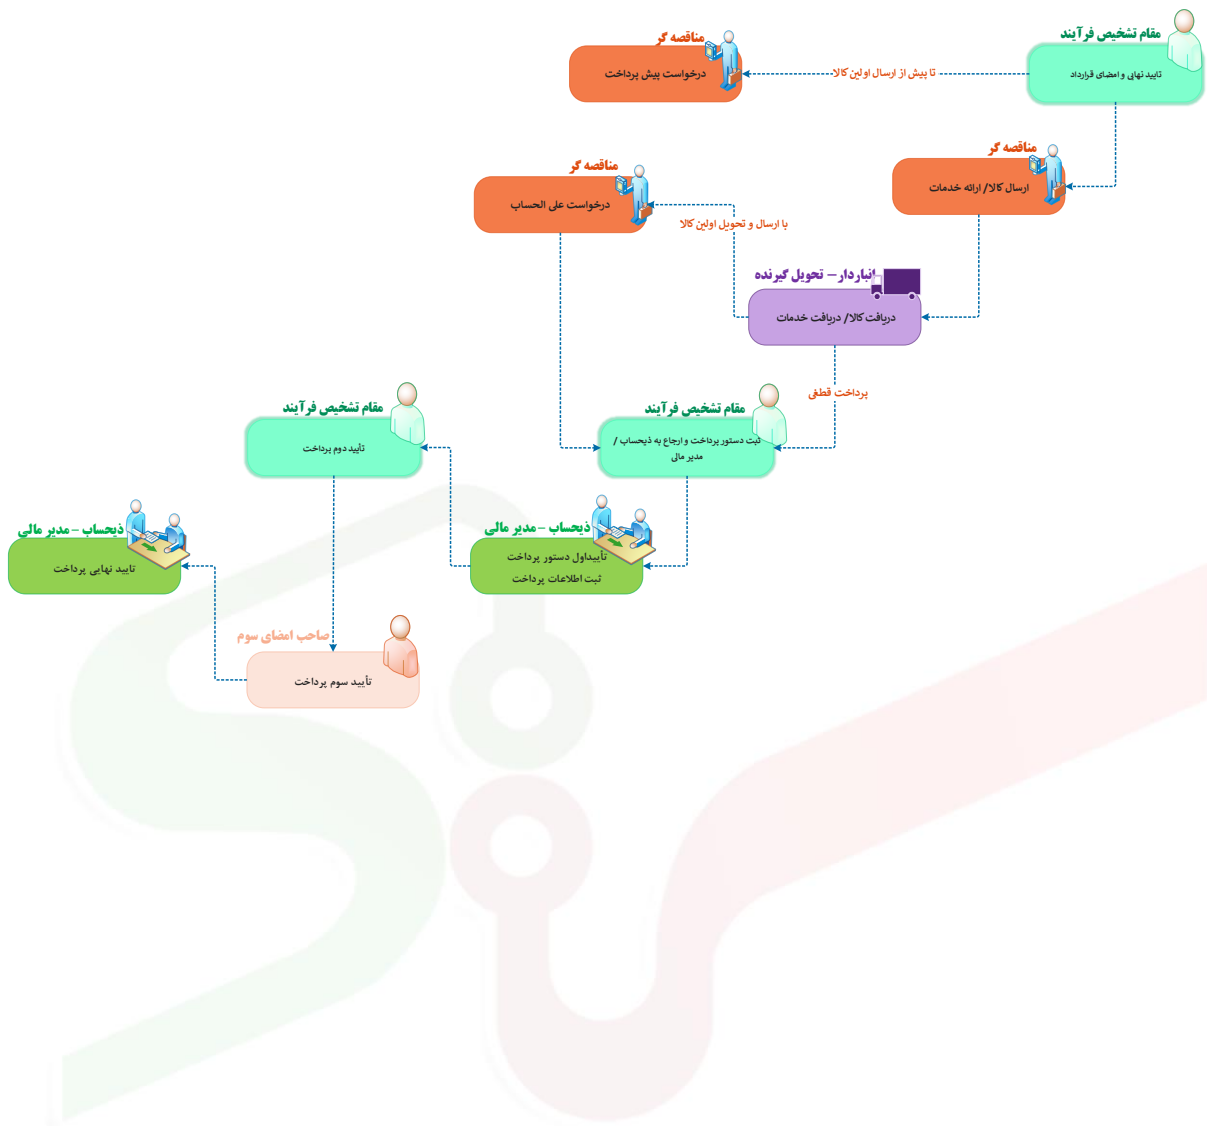 مقام تشخیص فرآیند
تایید نهایی و امضای قرارداد
تا پیش از ارسال اولین کالا
مناقصه گر
درخواست پیش پرداخت
مناقصه گر
ارسال کالا/ ارائه خدمات
مناقصه گر
درخواست علی الحساب
با ارسال و تحویل اولین کالا
انباردار – تحویل گیرنده
دریافت کالا/ دریافت خدمات
پرداخت قطعی
مقام تشخیص فرآیند
ثبت دستور پرداخت و ارجاع به ذیحساب /
مدیر مالی
مقام تشخیص فرآیند
تأیید دوم پرداخت
ذیحساب – مدیر مالی
تأییداول دستور پرداخت
ثبت اطلاعات پرداخت
ذیحساب – مدیر مالی
تایید نهایی پرداخت
صاحب امضای سوم
تأیید سوم پرداخت